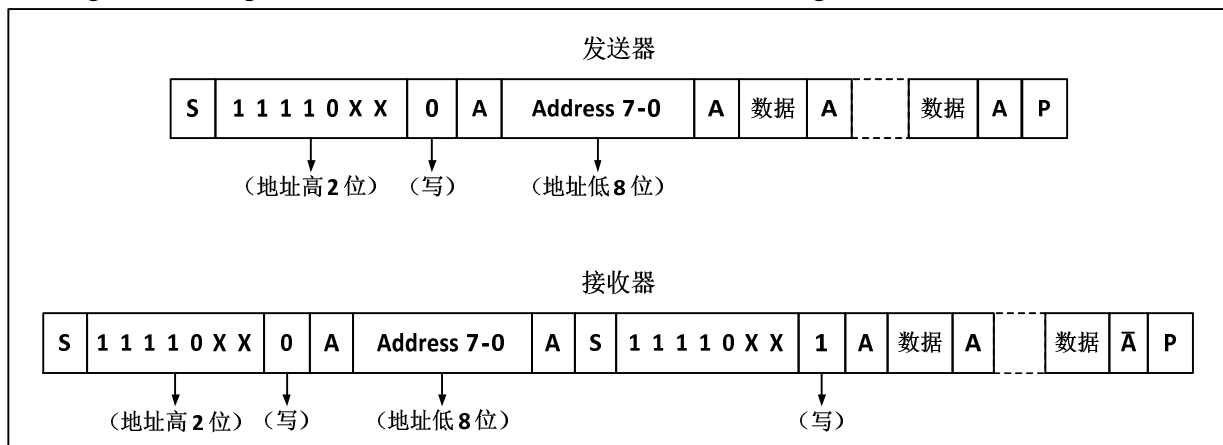 发送器
S 1 1 1 1 0 X X 0 A Address 7-0 A 数据 A 数据 A P
（地址高2位） （写） （地址低8位）
接收器
S 1 1 1 1 0 X X 0 A Address 7-0 A S 1 1 1 1 0 X X 1 A 数据 A 数据 A̅ P
（地址高2位） （写） （地址低8位） （写）